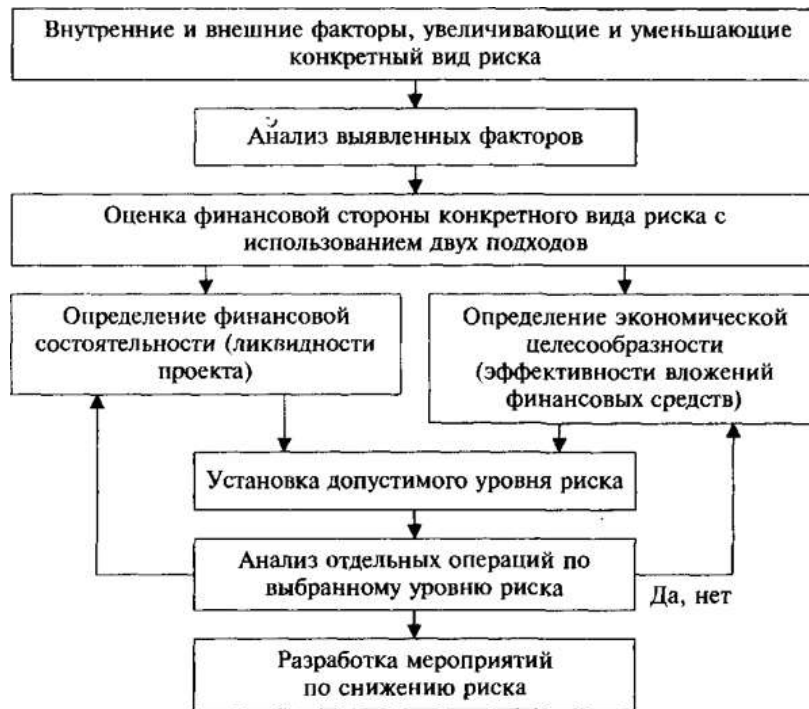 Внутренние и внешние факторы, увеличивающие и уменьшающие
конкретный вид риска
Анализ выявленных факторов
Оценка финансовой стороны конкретного вида риска с
использованием двух подходов
Определение финансовой
состоятельности (ликвидности
проекта)
Определение экономической
целесообразности
(эффективности вложений
финансовых средств)
Установка допустимого уровня риска
Анализ отдельных операций по
выбранному уровню риска
Да, нет
Разработка мероприятий
по снижению риска